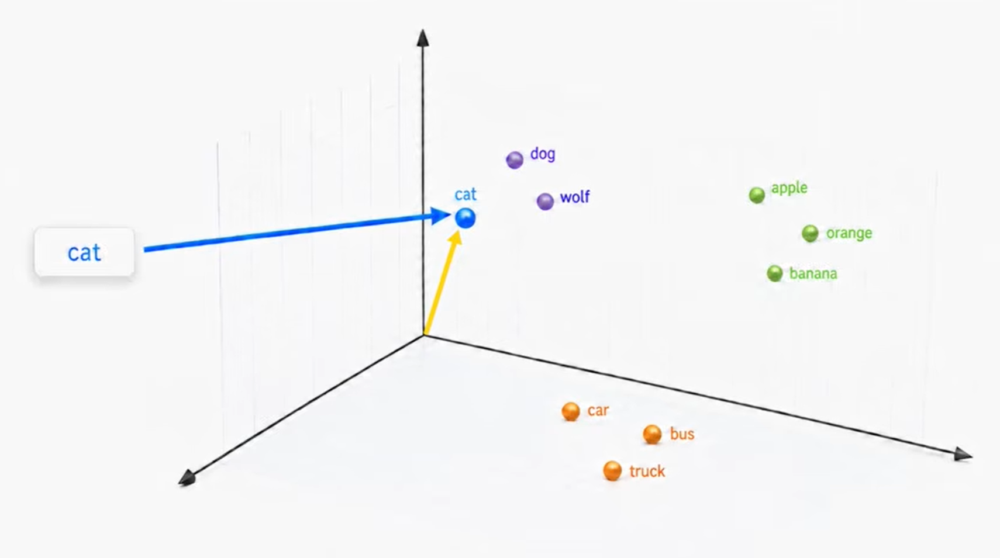 dog
apple
cat
wolf
orange
cat
banana
car
bus
truck